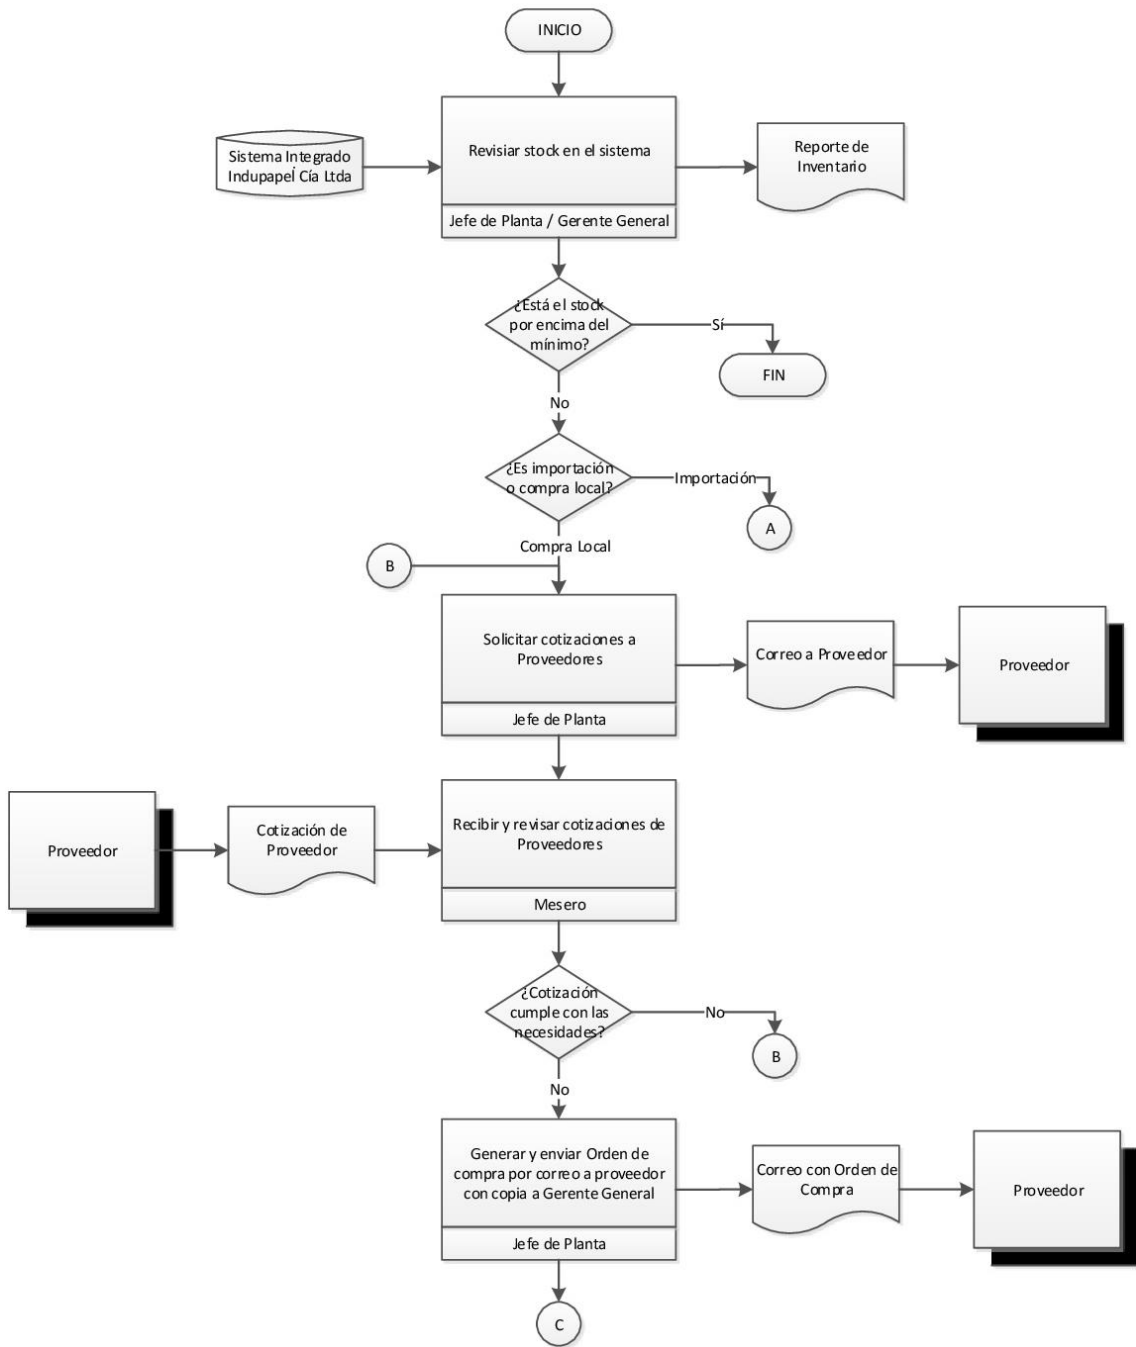 INICIO
Sistema Integrado
Indupapel Cía Ltda
Revisiar stock en el sistema
Jefe de Planta / Gerente General
Reporte de
Inventario
¿Está el stock
por encima del
mínimo?
Sí
FIN
No
¿Es importación
o compra local?
Importación
A
Compra Local
B
Solicitar cotizaciones a
Proveedores
Jefe de Planta
Correo a Proveedor
Proveedor
Proveedor
Cotización de
Proveedor
Recibir y revisar cotizaciones de
Proveedores
Mesero
¿Cotización
cumple con las
necesidades?
No
B
No
Generar y enviar Orden de
compra por correo a proveedor
con copia a Gerente General
Jefe de Planta
Correo con Orden de
Compra
Proveedor
C